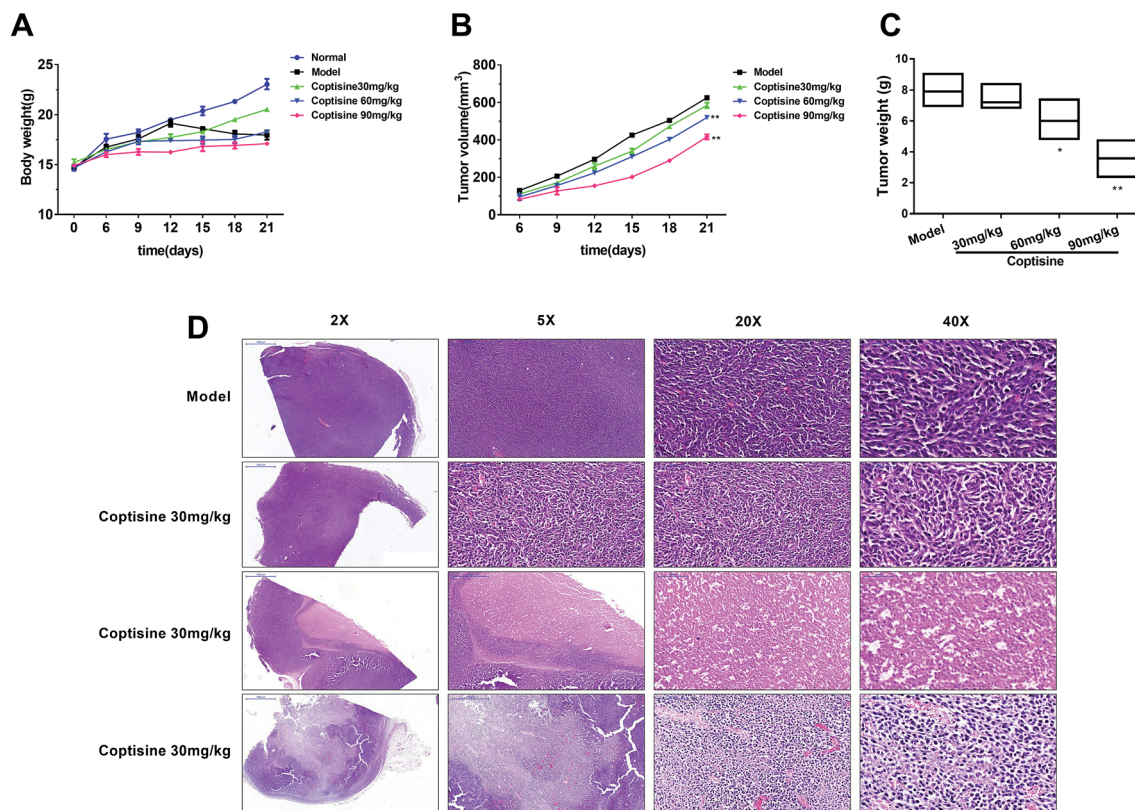 A
Body weight(g)
25
20
15
10
0 6 9 12 15 18 21
time(days)
Normal
Model
Coptisine30mg/kg
Coptisine 60mg/kg
Coptisine 90mg/kg
B
Tumor volume(mm3)
800
600
400
200
0
6 9 12 15 18 21
time(days)
Model
Coptisine30mg/kg
Coptisine 60mg/kg
Coptisine 90mg/kg
**
**
C
Tumor weight (g)
10
8
6
4
2
0
*
**
Model 30mg/kg 60mg/kg 90mg/kg
Coptisine
D
2X 5X 20X 40X
Model
Coptisine 30mg/kg
Coptisine 30mg/kg
Coptisine 30mg/kg